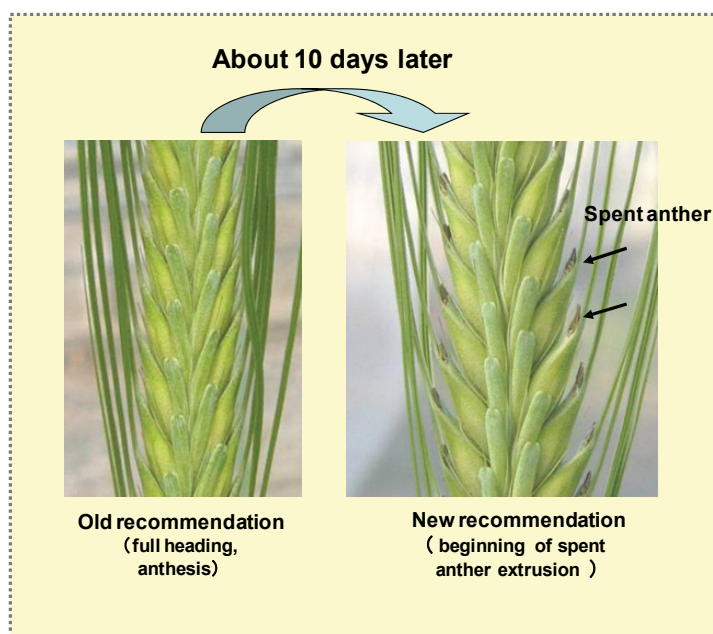 About 10 days later
Spent anther
Old recommendation
（full heading,
anthesis）
New recommendation
（ beginning of spent
anther extrusion ）